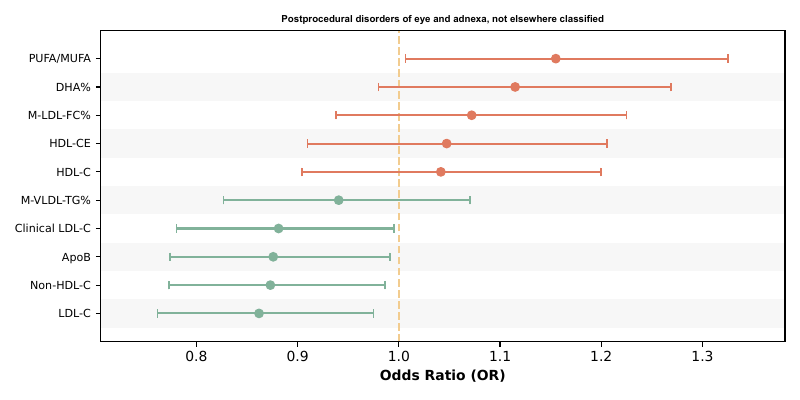 Postprocedural disorders of eye and adnexa, not elsewhere classified
PUFA/MUFA
DHA%
M-LDL-FC%
HDL-CE
HDL-C
M-VLDL-TG%
Clinical LDL-C
ApoB
Non-HDL-C
LDL-C
0.8 0.9 1.0 1.1 1.2 1.3
Odds Ratio (OR)